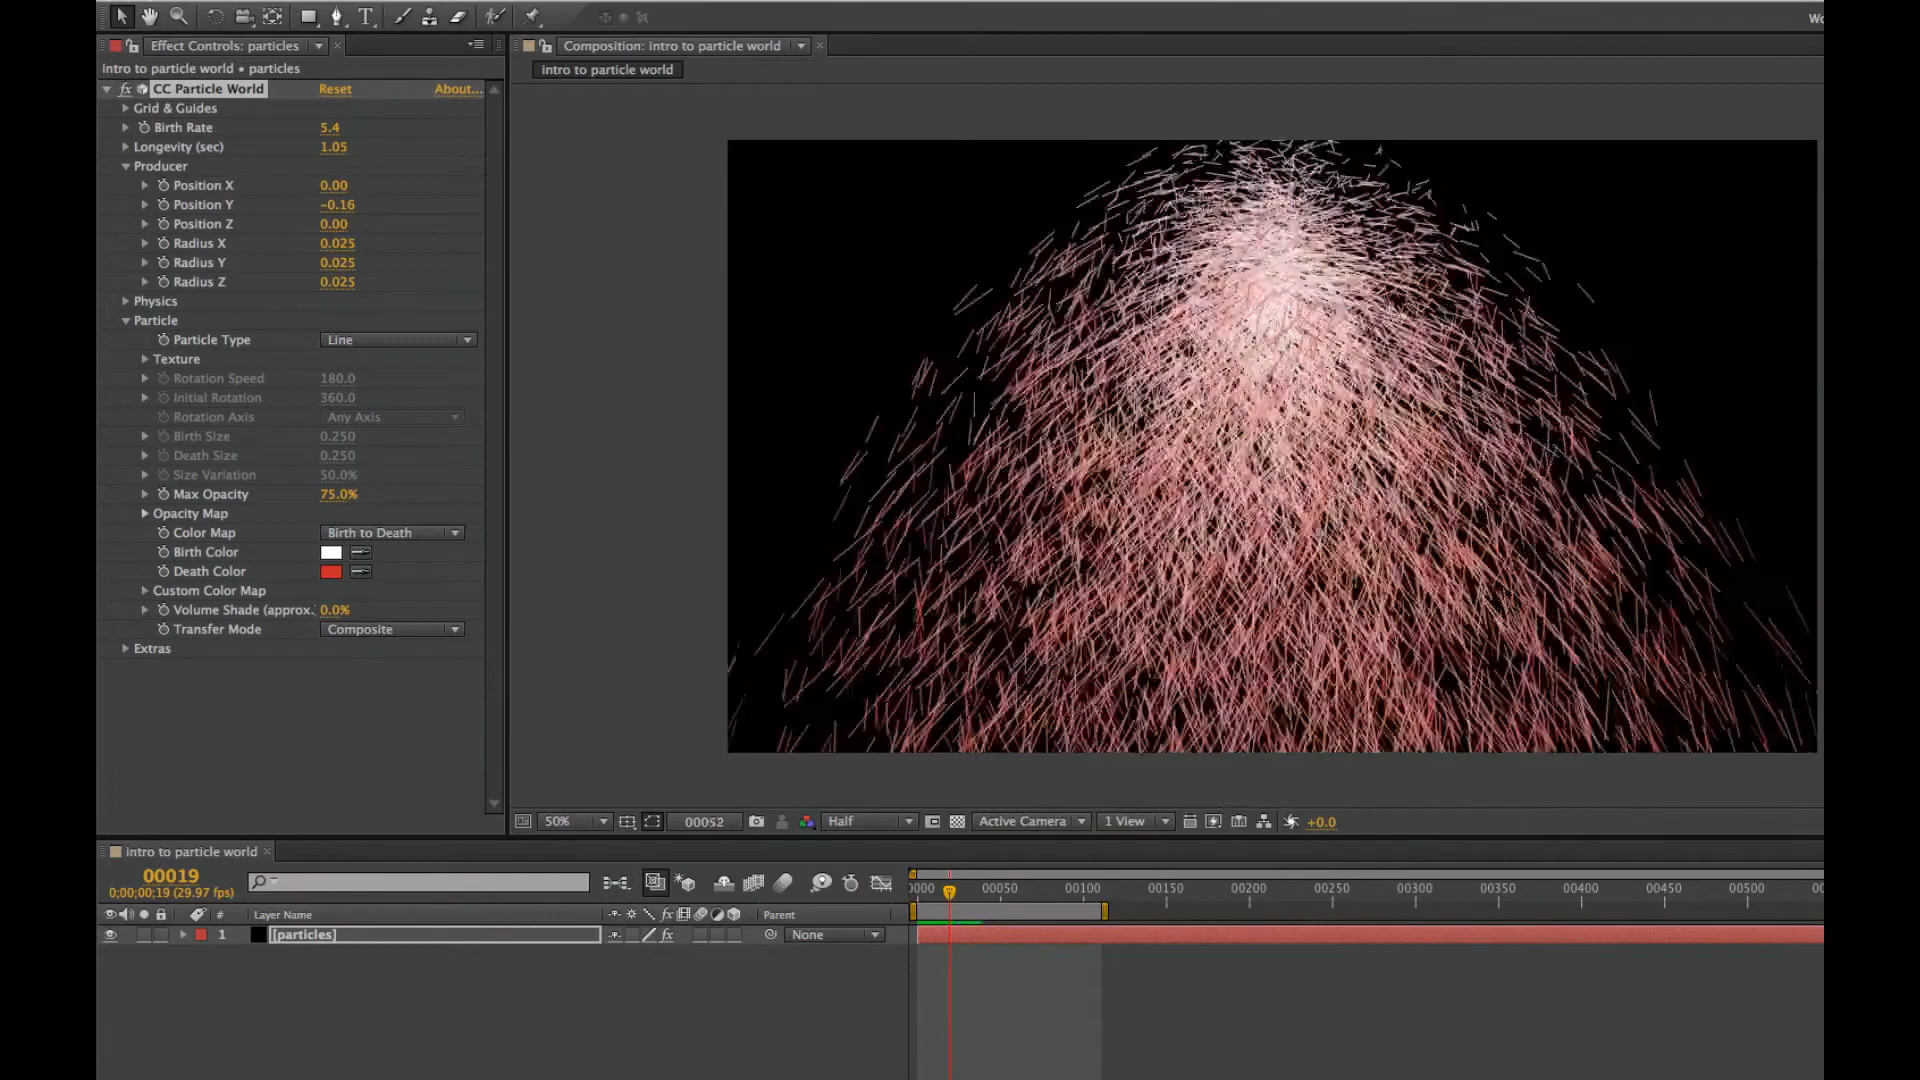 Wo
Effect Controls: particles
Composition: intro to particle world
intro to particle world • particles
intro to particle world
fx CC Particle World Reset About...
Grid & Guides
Birth Rate 5.4
Longevity (sec) 1.05
Producer
Position X 0.00
Position Y -0.16
Position Z 0.00
Radius X 0.025
Radius Y 0.025
Radius Z 0.025
Physics
Particle
Particle Type Line
Texture
Rotation Speed 180.0
Initial Rotation 360.0
Rotation Axis Any Axis
Birth Size 0.250
Death Size 0.250
Size Variation 50.0%
Max Opacity 75.0%
Opacity Map
Color Map Birth to Death
Birth Color
Death Color
Custom Color Map
Volume Shade (approx. 0.0%
Transfer Mode Composite
Extras
50% 00052 Half Active Camera 1 View +0.0
intro to particle world
00019
0;00;00;19 (29.97 fps)
0000 00050 00100 00150 00200 00250 00300 00350 00400 00450 00500 00
# Layer Name fx Parent
1 [particles] fx None